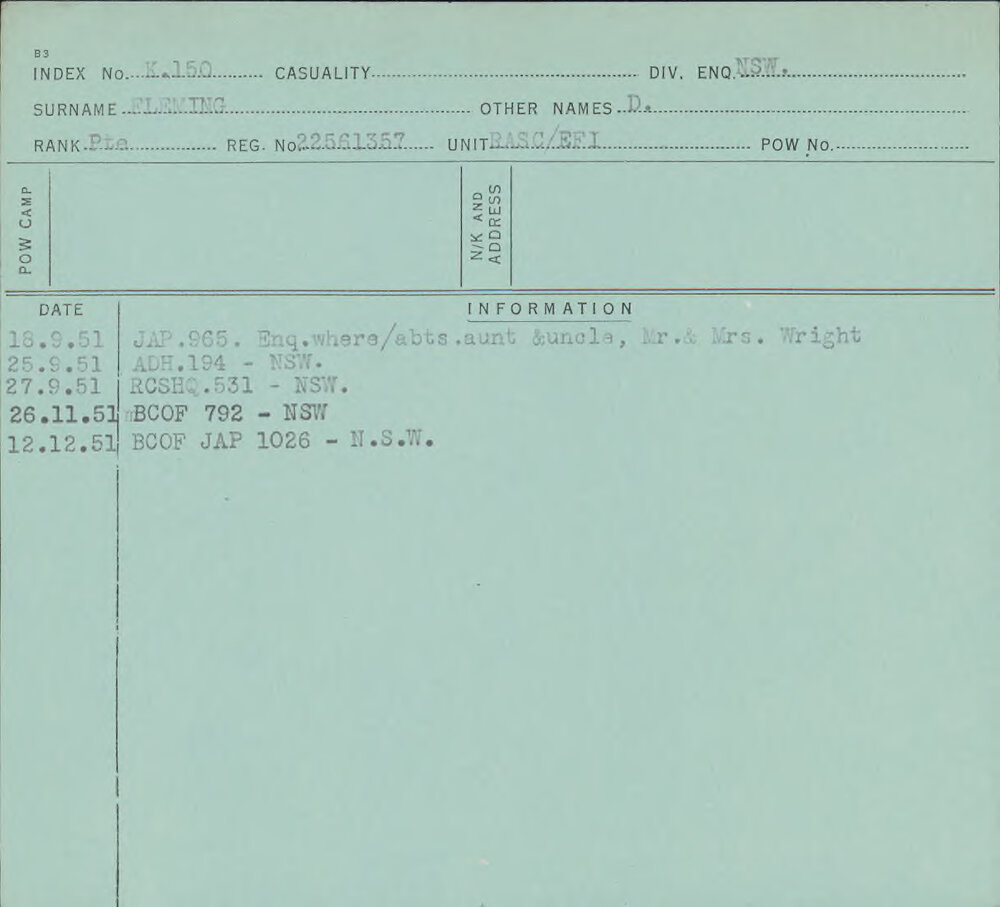 B3
INDEX No. K.150 CASUALITY DIV. ENQ. NSW.
SURNAME FLEMING OTHER NAMES D.
RANK Pte REG. No. 22561357 UNIT RASC/EFI POW No.
POW CAMP
N/K AND ADDRESS
DATE INFORMATION
18.9.51 JAP.965. Enq.where/abts.aunt &uncle, Mr.& Mrs. Wright
25.9.51 ADH.194 - NSW.
27.9.51 RCSHQ.531 - NSW.
26.11.51 BCOF 792 - NSW
12.12.51 BCOF JAP 1026 - N.S.W.